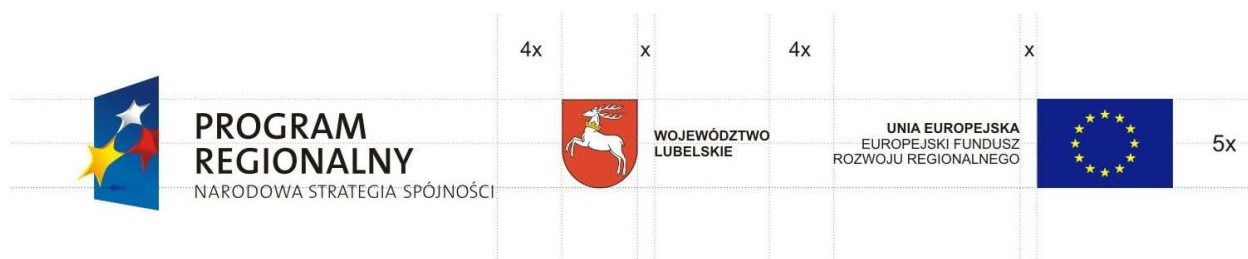 4x
x
4x
x
PROGRAM
REGIONALNY
NARODOWA STRATEGIA SPÓJNOŚCI
WOJEWÓDZTWO
LUBELSKIE
UNIA EUROPEJSKA
EUROPEJSKI FUNDUSZ
ROZWOJU REGIONALNEGO
5x